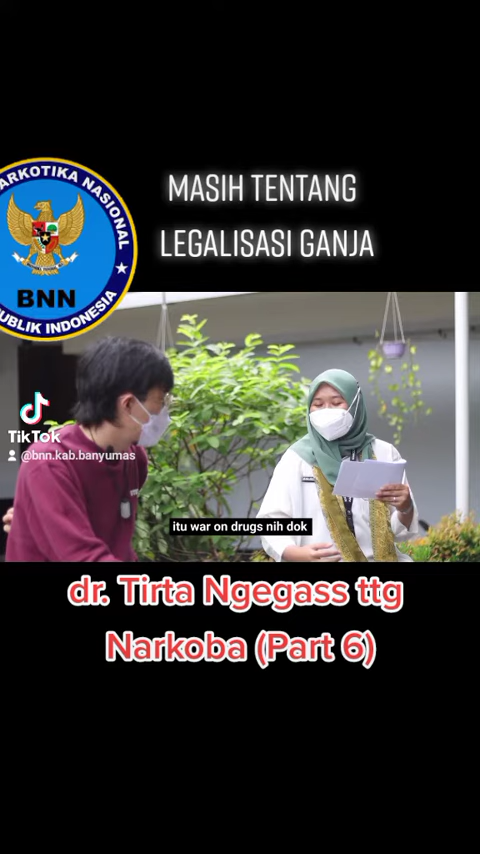 MASIH TENTANG
LEGALISASI GANJA
NARKOTIKA NASIONAL
BNN
REPUBLIK INDONESIA
TikTok
@bnn.kab.banyumas
itu war on drugs nih dok
dr. Tirta Ngegass ttg
Narkoba (Part 6)